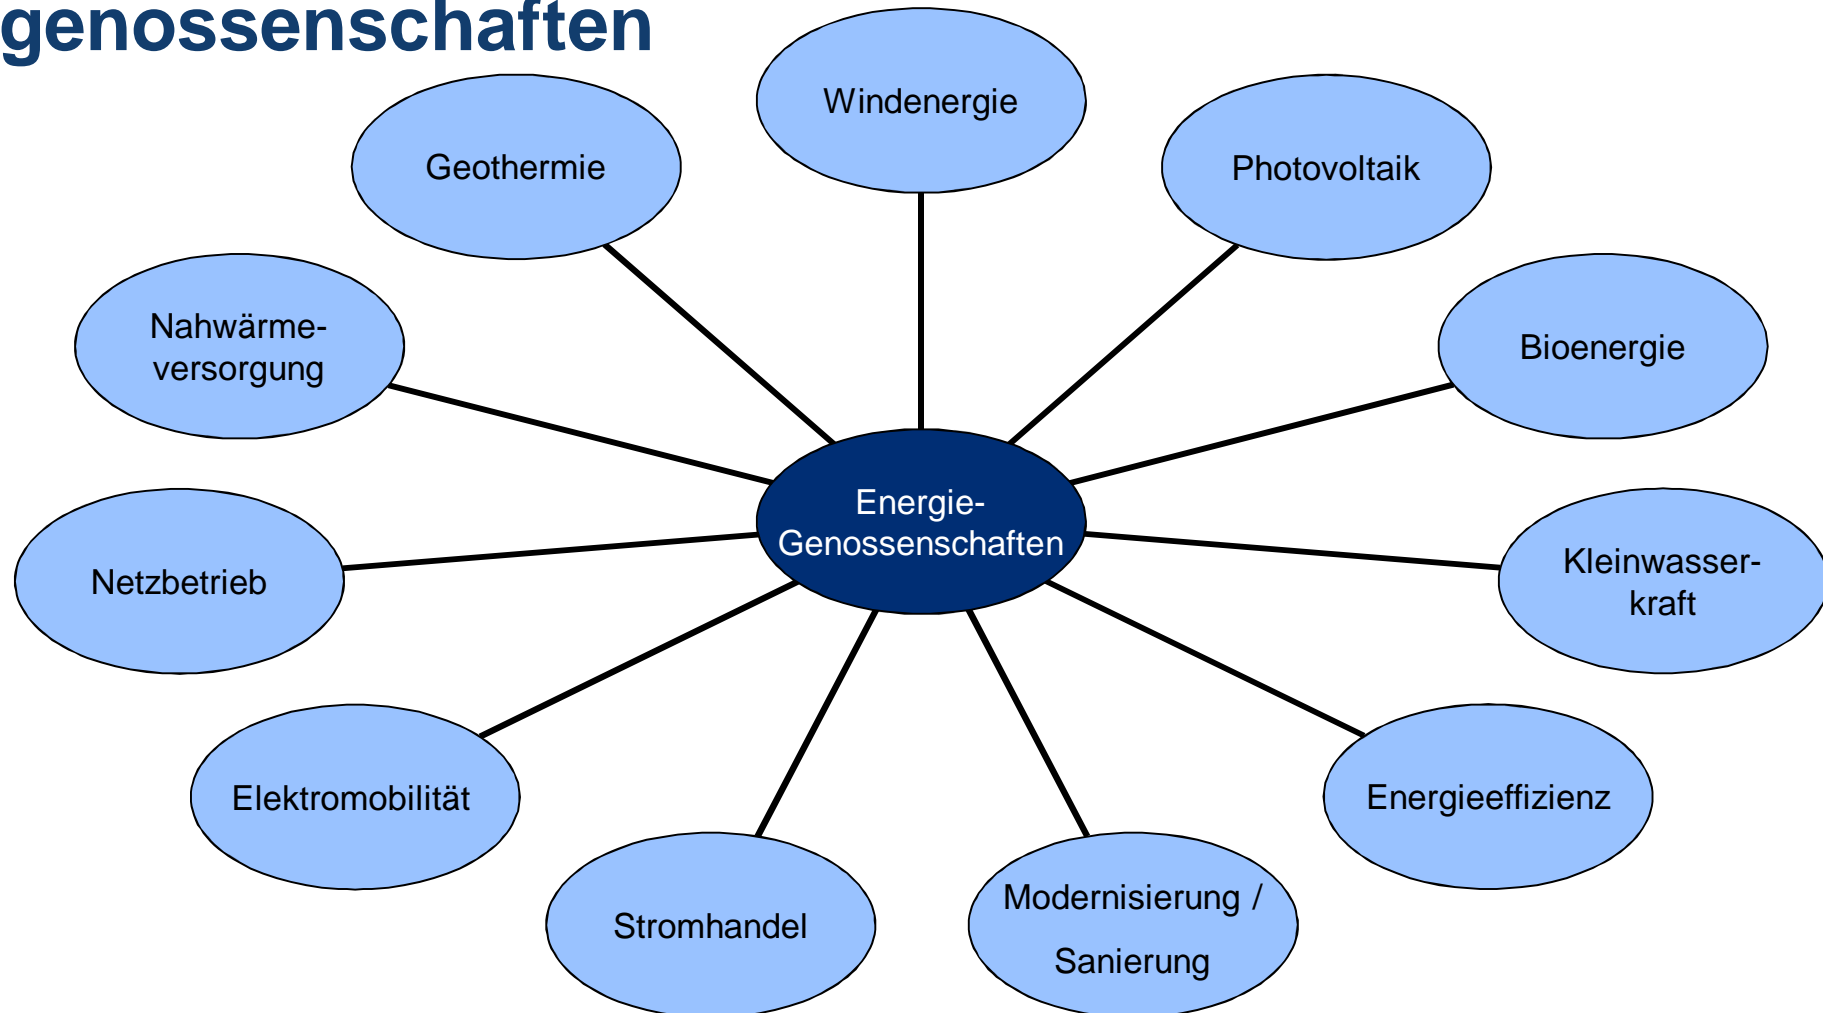 genossenschaften
Windenergie
Geothermie
Photovoltaik
Nahwärme-
versorgung
Bioenergie
Energie-
Genossenschaften
Netzbetrieb
Kleinwasser-
kraft
Elektromobilität
Energieeffizienz
Stromhandel
Modernisierung /
Sanierung